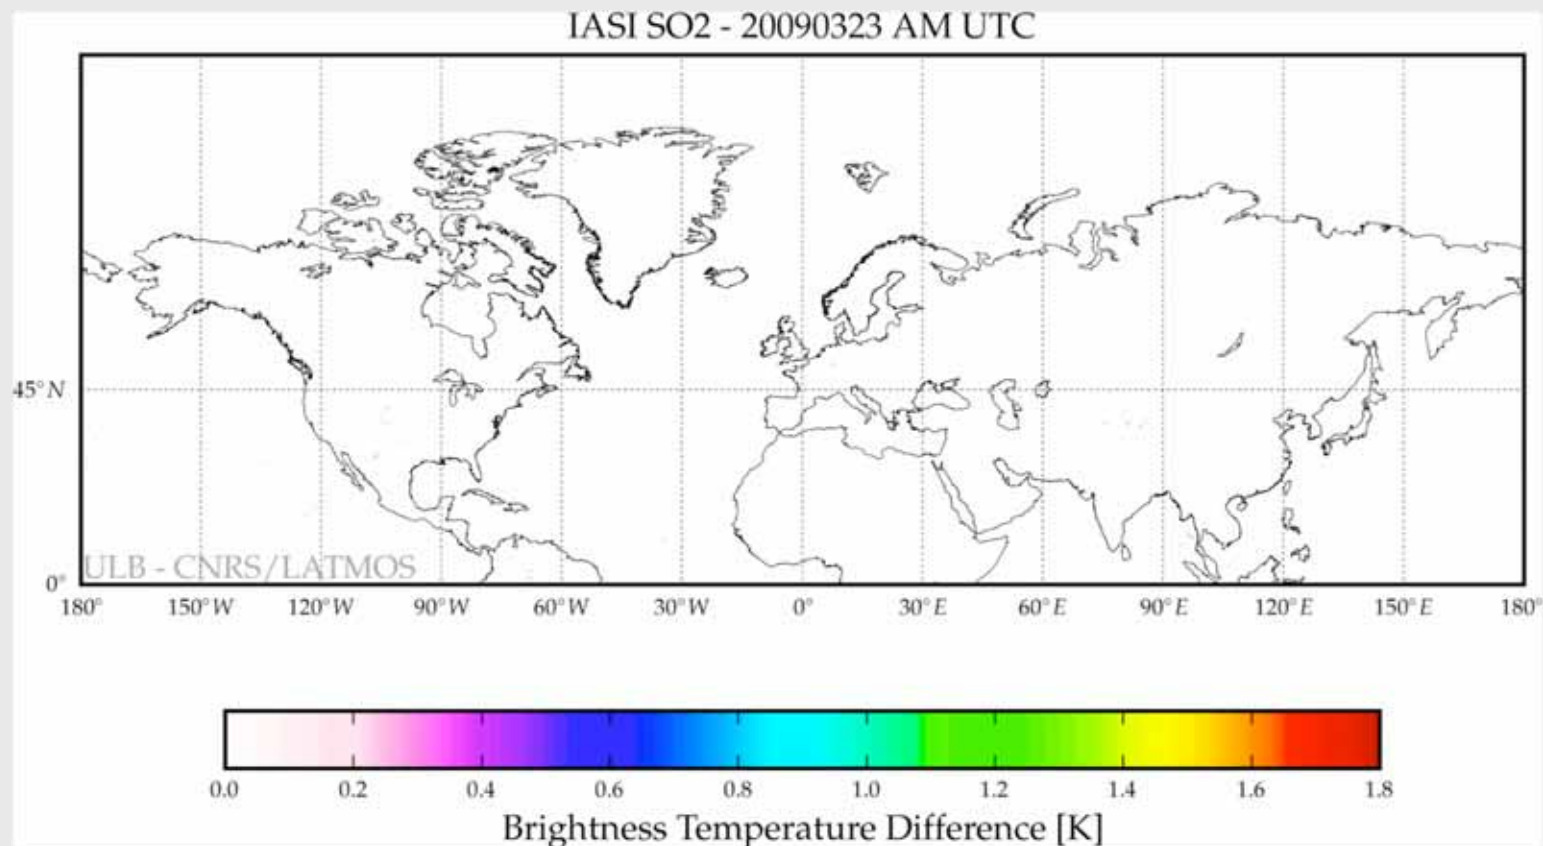 IASI SO2 - 20090323 AM UTC
45° N
ULB - CNRS/LATMOS
0°
180° 150° W 120° W 90° W 60° W 30° W 0° 30° E 60° E 90° E 120° E 150° E 180°
0.0 0.2 0.4 0.6 0.8 1.0 1.2 1.4 1.6 1.8
Brightness Temperature Difference [K]